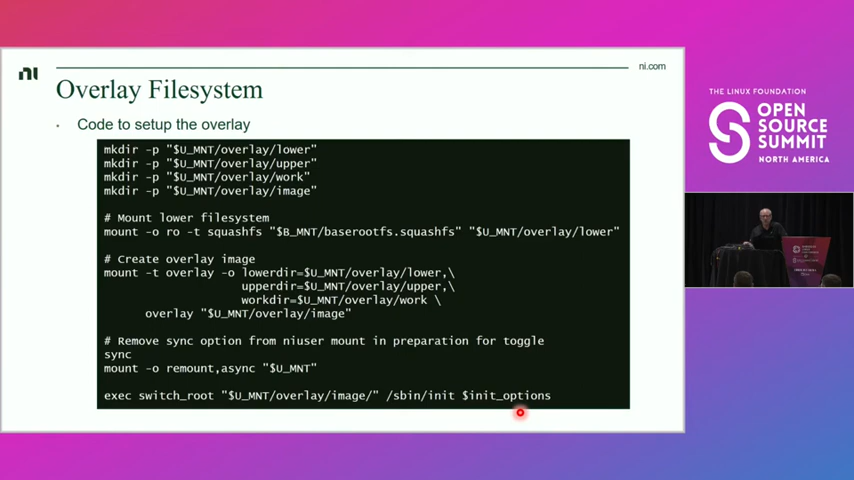 ni
ni.com
Overlay Filesystem
• Code to setup the overlay
mkdir -p "$U_MNT/overlay/lower"
mkdir -p "$U_MNT/overlay/upper"
mkdir -p "$U_MNT/overlay/work"
mkdir -p "$U_MNT/overlay/image"
# Mount lower filesystem
mount -o ro -t squashfs "$B_MNT/baserootfs.squashfs" "$U_MNT/overlay/lower"
# Create overlay image
mount -t overlay -o lowerdir=$U_MNT/overlay/lower,\
upperdir=$U_MNT/overlay/upper,\
workdir=$U_MNT/overlay/work \
overlay "$U_MNT/overlay/image"
# Remove sync option from niuser mount in preparation for toggle
sync
mount -o remount,async "$U_MNT"
exec switch_root "$U_MNT/overlay/image/" /sbin/init $init_options
THE LINUX FOUNDATION
OPEN
SOURCE
SUMMIT
NORTH AMERICA